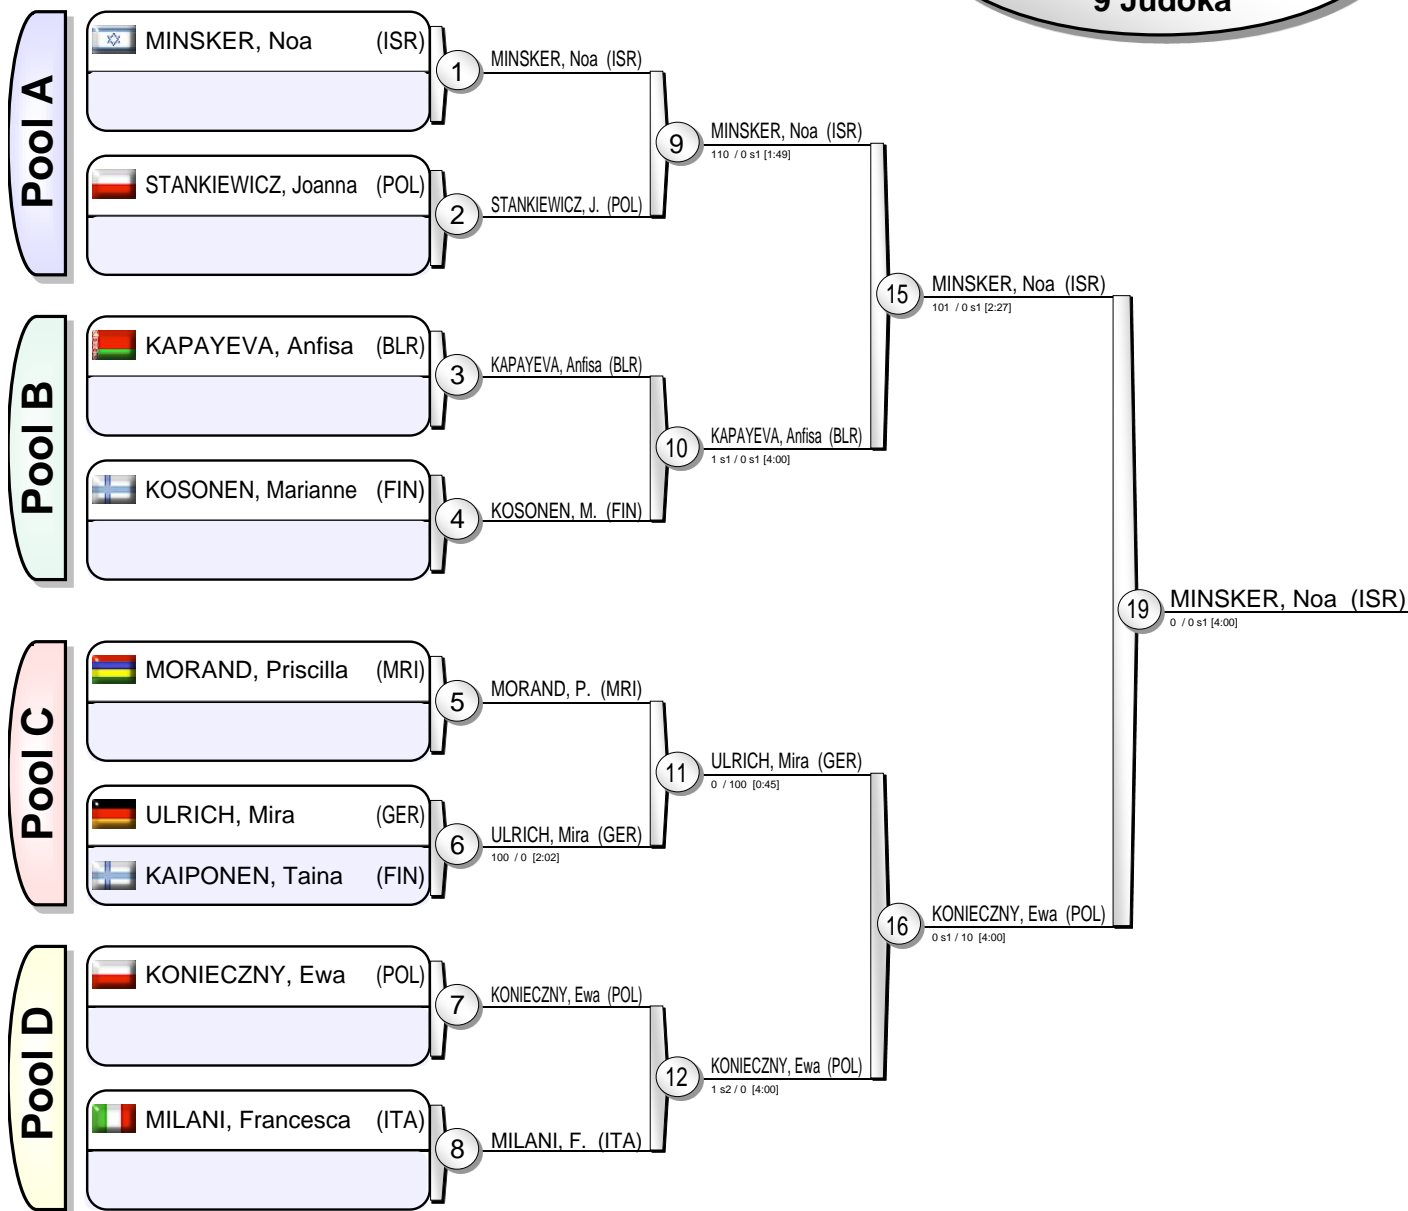 9 Judoka
Pool A
MINSKER, Noa (ISR)
STANKIEWICZ, Joanna (POL)
1
2
MINSKER, Noa (ISR)
STANKIEWICZ, J. (POL)
9
MINSKER, Noa (ISR)
110 / 0 s1 [1:49]
Pool B
KAPAYEVA, Anfisa (BLR)
KOSONEN, Marianne (FIN)
3
4
KAPAYEVA, Anfisa (BLR)
KOSONEN, M. (FIN)
10
KAPAYEVA, Anfisa (BLR)
1 s1 / 0 s1 [4:00]
15
MINSKER, Noa (ISR)
101 / 0 s1 [2:27]
Pool C
MORAND, Priscilla (MRI)
ULRICH, Mira (GER)
KAIPONEN, Taina (FIN)
5
6
MORAND, P. (MRI)
ULRICH, Mira (GER)
100 / 0 [2:02]
11
ULRICH, Mira (GER)
0 / 100 [0:45]
Pool D
KONIECZNY, Ewa (POL)
MILANI, Francesca (ITA)
7
8
KONIECZNY, Ewa (POL)
MILANI, F. (ITA)
12
KONIECZNY, Ewa (POL)
1 s2 / 0 [4:00]
16
KONIECZNY, Ewa (POL)
0 s1 / 10 [4:00]
19
MINSKER, Noa (ISR)
0 / 0 s1 [4:00]